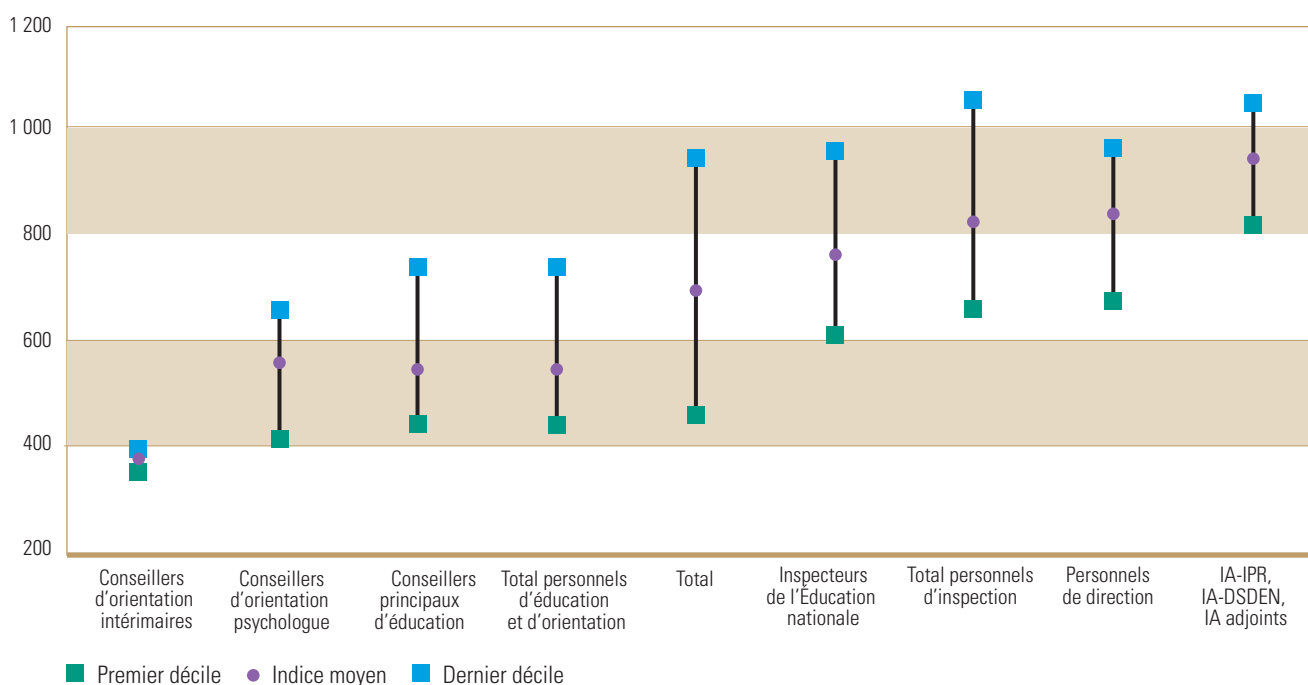 1 200
1 000
800
600
400
200
Conseillers
d'orientation
intérimaires
Conseillers
d'orientation
psychologue
Conseillers
principaux
d'éducation
Total personnels
d'éducation
et d'orientation
Total
Inspecteurs
de l'Éducation
nationale
Total personnels
d'inspection
Personnels
de direction
IA-IPR,
IA-DSDEN,
IA adjoints
Premier décile Indice moyen Dernier décile